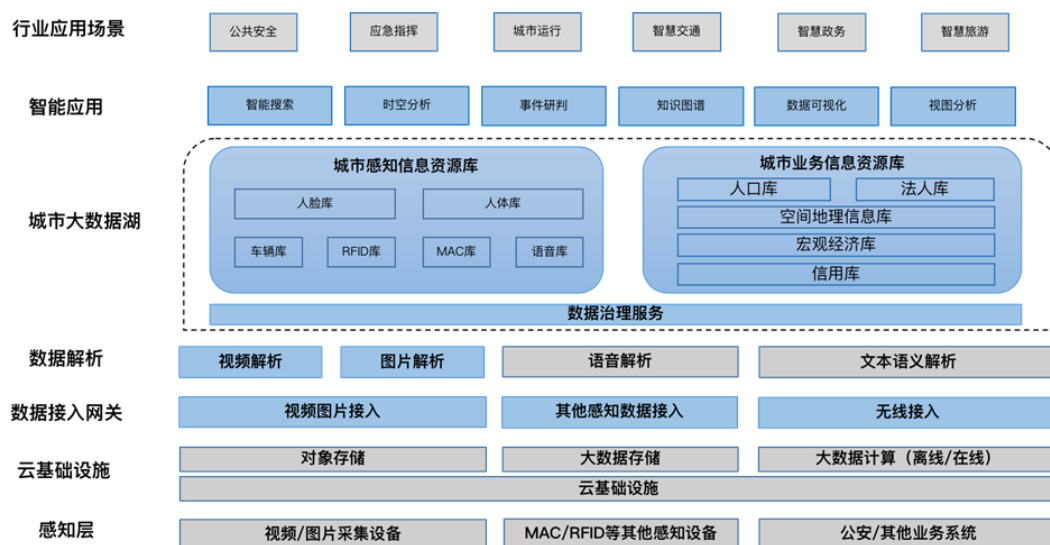 行业应用场景
公共安全
应急指挥
城市运行
智慧交通
智慧政务
智慧旅游
智能应用
智能搜索
时空分析
事件研判
知识图谱
数据可视化
视图分析
城市大数据湖
城市感知信息资源库
人脸库
人体库
车辆库
RFID库
MAC库
语音库
城市业务信息资源库
人口库
法人库
空间地理信息库
宏观经济库
信用库
数据治理服务
数据解析
视频解析
图片解析
语音解析
文本语义解析
数据接入网关
视频图片接入
其他感知数据接入
无线接入
云基础设施
对象存储
大数据存储
大数据计算（离线/在线）
云基础设施
感知层
视频/图片采集设备
MAC/RFID等其他感知设备
公安/其他业务系统